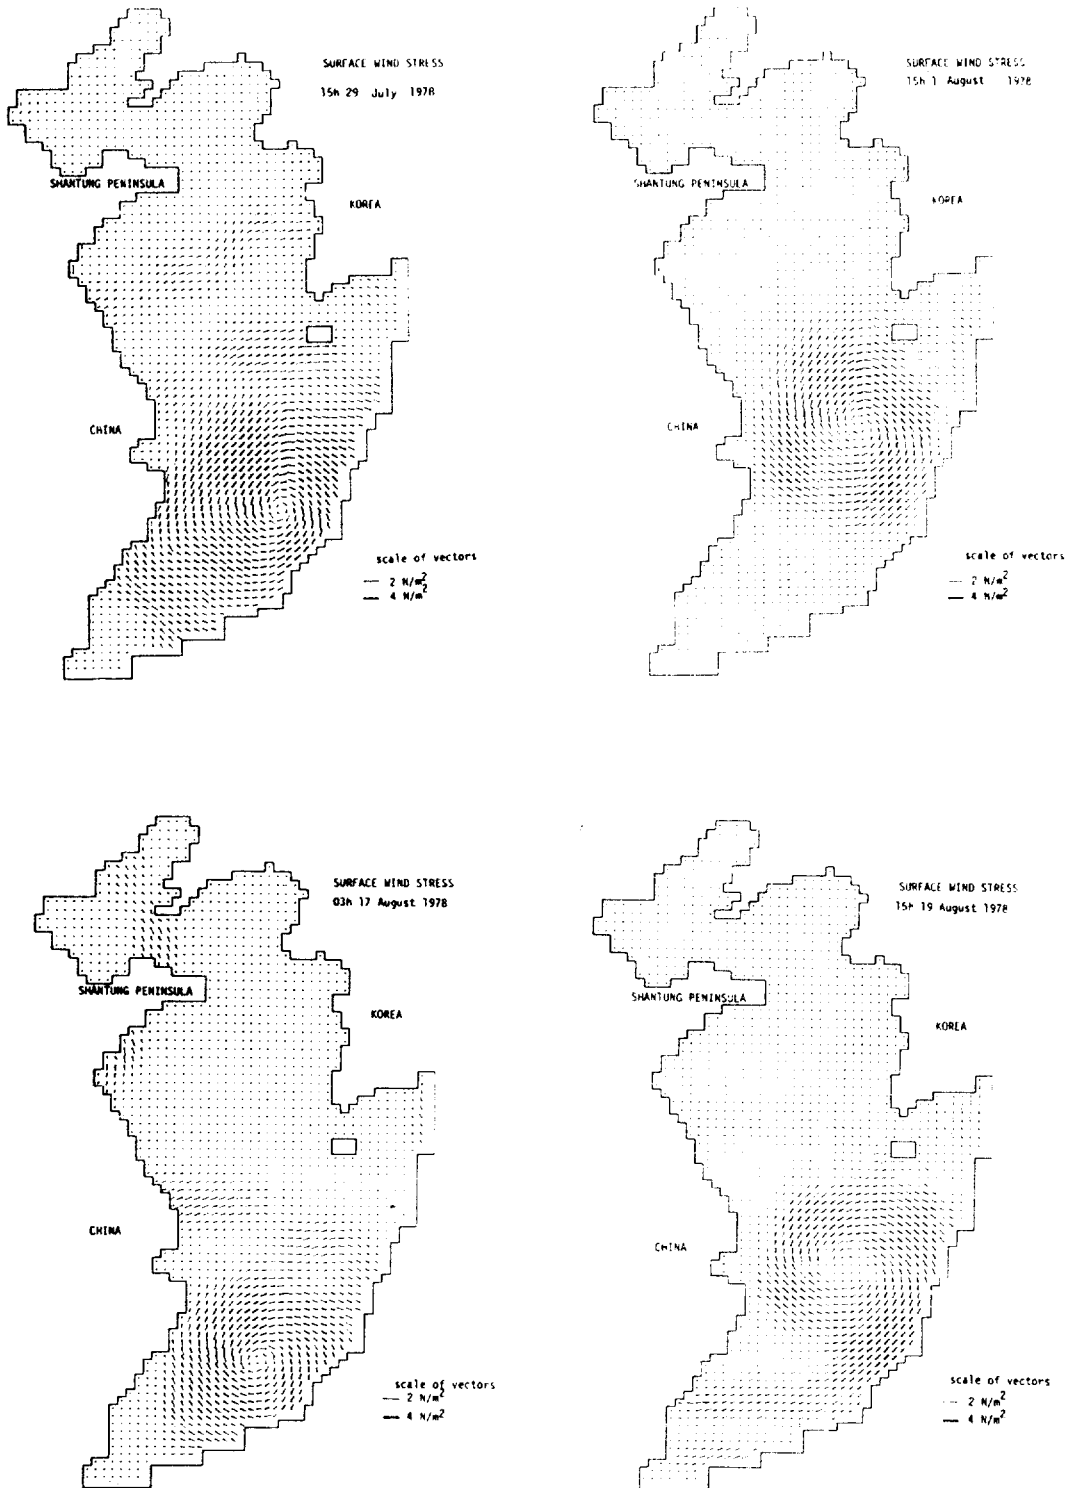 SURFACE WIND STRESS
15h 29 July 1978
SHANTUNG PENINSULA
KOREA
CHINA
scale of vectors
2 N/m²
4 N/m²
SURFACE WIND STRESS
15h 1 August 1978
SHANTUNG PENINSULA
KOREA
CHINA
scale of vectors
2 N/m²
4 N/m²
SURFACE WIND STRESS
03h 17 August 1978
SHANTUNG PENINSULA
KOREA
CHINA
scale of vectors
2 N/m²
4 N/m²
SURFACE WIND STRESS
15h 19 August 1978
SHANTUNG PENINSULA
KOREA
CHINA
scale of vectors
2 N/m²
4 N/m²